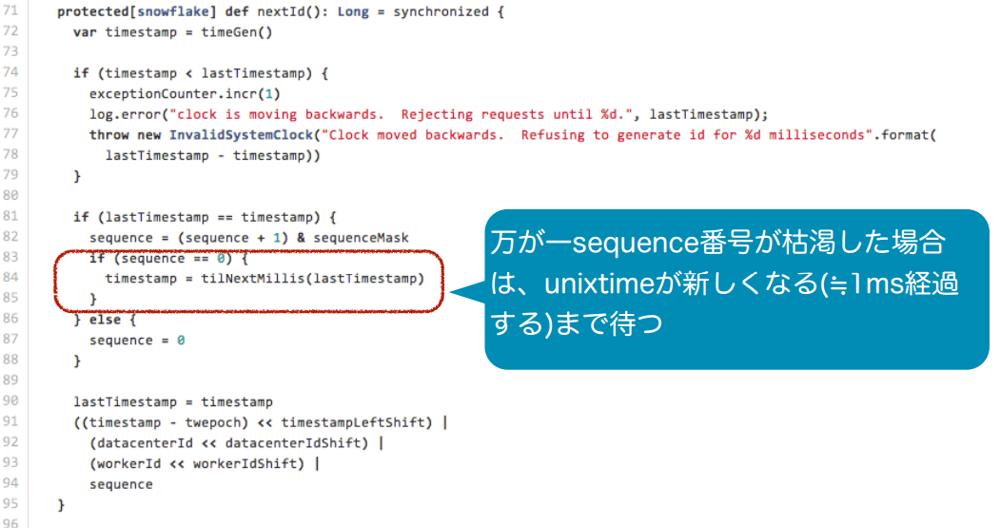 71 protected[snowflake] def nextId(): Long = synchronized {
72 var timestamp = timeGen()
73
74 if (timestamp < lastTimestamp) {
75 exceptionCounter.incr(1)
76 log.error("clock is moving backwards.  Rejecting requests until %d.", lastTimestamp);
77 throw new InvalidSystemClock("Clock moved backwards.  Refusing to generate id for %d milliseconds".format(
78 lastTimestamp - timestamp))
79 }
80
81 if (lastTimestamp == timestamp) {
82 sequence = (sequence + 1) & sequenceMask
83 if (sequence == 0) {
84 timestamp = tilNextMillis(lastTimestamp)
85 }
86 } else {
87 sequence = 0
88 }
89
90 lastTimestamp = timestamp
91 ((timestamp - twepoch) << timestampLeftShift) |
92 (datacenterId << datacenterIdShift) |
93 (workerId << workerIdShift) |
94 sequence
95 }
96
万が一sequence番号が枯渇した場合
は、unixtimeが新しくなる(≒1ms経過
する)まで待つ